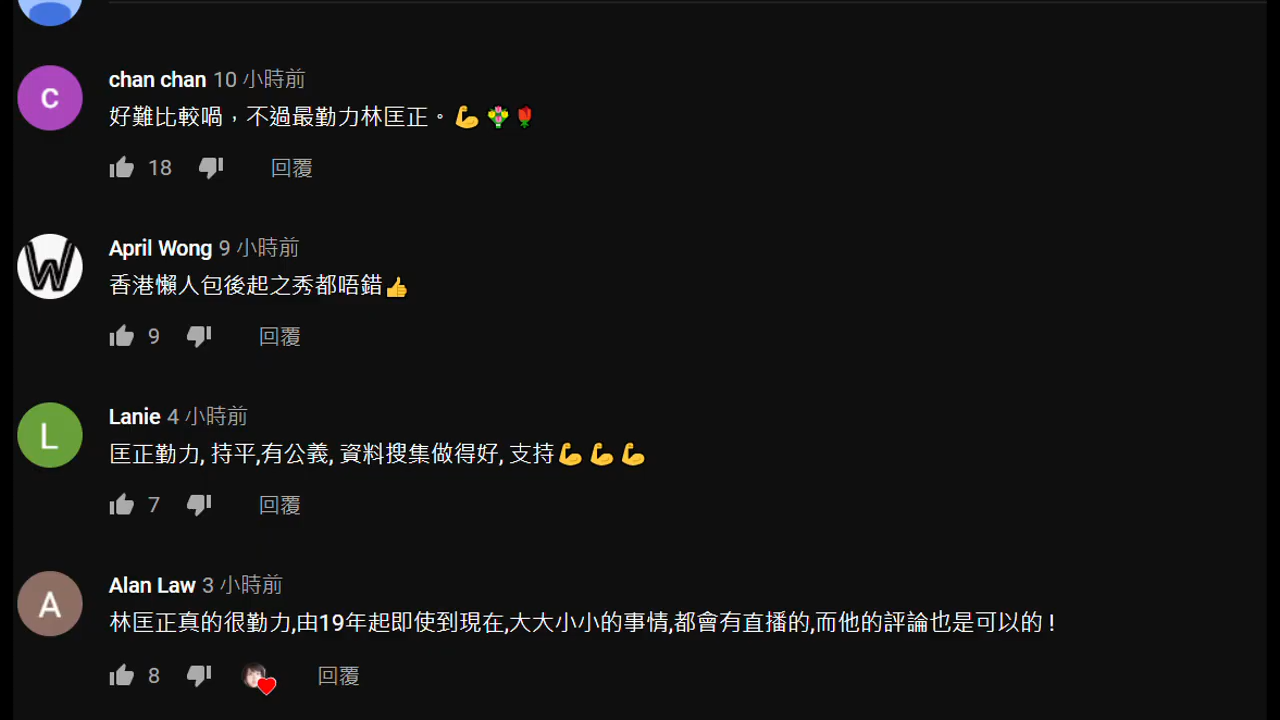 C
chan chan 10 小時前
好難比較喎，不過最勤力林匡正。💪💐🌹
18 回覆
W
April Wong 9 小時前
香港懶人包後起之秀都唔錯👍
9 回覆
L
Lanie 4 小時前
匡正勤力, 持平,有公義, 資料搜集做得好, 支持💪💪💪
7 回覆
A
Alan Law 3 小時前
林匡正真的很勤力,由19年起即使到現在,大大小小的事情,都會有直播的,而他的評論也是可以的 !
8 回覆